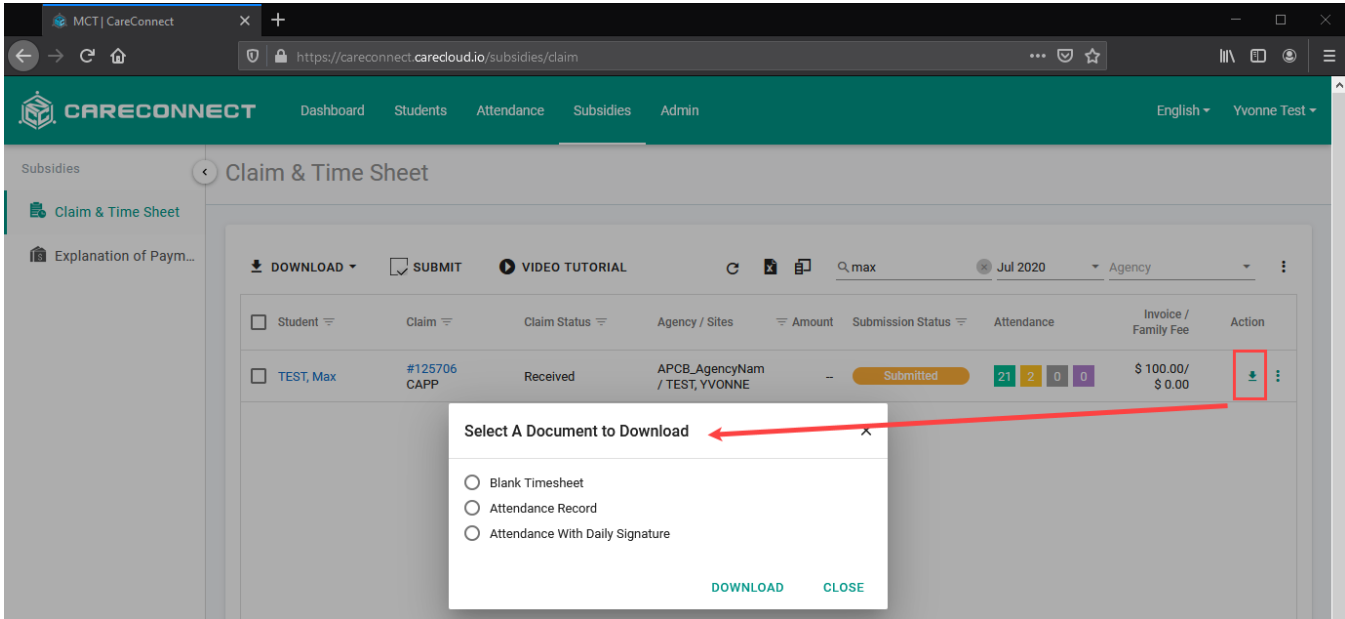 MCT | CareConnect
https://careconnect.carecloud.io/subsidies/claim
CARECONNECT Dashboard Students Attendance Subsidies Admin English Yvonne Test
Subsidies
Claim & Time Sheet
Claim & Time Sheet
Explanation of Paym...
DOWNLOAD SUBMIT VIDEO TUTORIAL max Jul 2020 Agency
Student Claim Claim Status Agency / Sites Amount Submission Status Attendance Invoice / Family Fee Action
TEST, Max #125706 CAPP Received APCB_AgencyNam / TEST, YVONNE -- Submitted 21 2 0 0 $ 100.00/ $ 0.00
Select A Document to Download
Blank Timesheet
Attendance Record
Attendance With Daily Signature
DOWNLOAD CLOSE